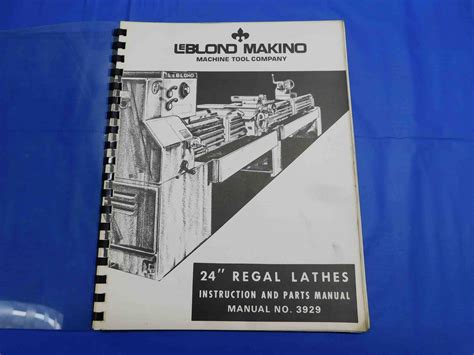 LeBLOND MAKINO
MACHINE TOOL COMPANY
LEBLOND
24" REGAL LATHES
INSTRUCTION AND PARTS MANUAL
MANUAL NO. 3929